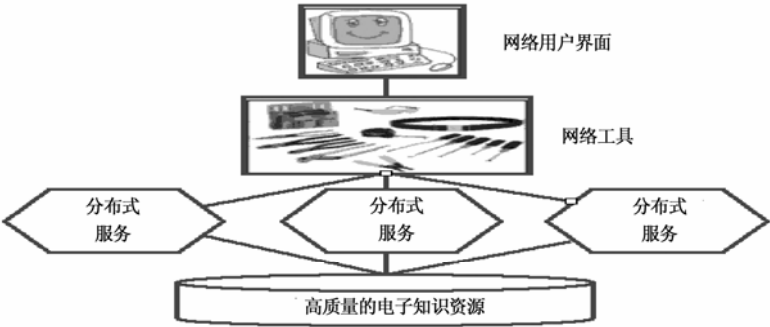 网络用户界面
网络工具
分布式
服务
分布式
服务
分布式
服务
高质量的电子知识资源